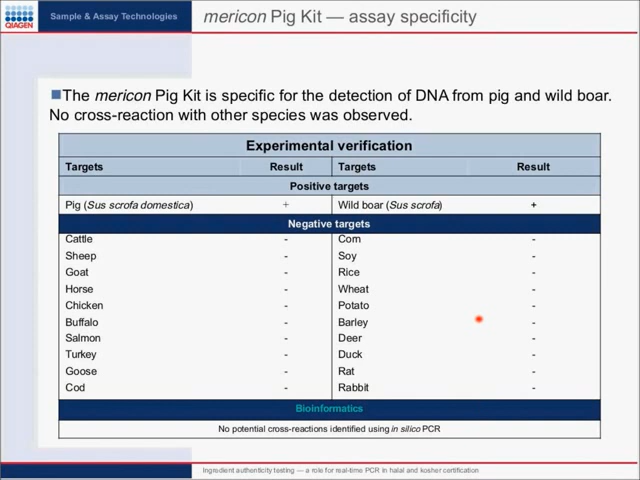 QIAGEN
Sample & Assay Technologies
mericon Pig Kit — assay specificity
The mericon Pig Kit is specific for the detection of DNA from pig and wild boar.
No cross-reaction with other species was observed.
Experimental verification
Targets Result Targets Result
Positive targets
Pig (Sus scrofa domestica) + Wild boar (Sus scrofa) +
Negative targets
Cattle - Corn -
Sheep - Soy -
Goat - Rice -
Horse - Wheat -
Chicken - Potato -
Buffalo - Barley -
Salmon - Deer -
Turkey - Duck -
Goose - Rat -
Cod - Rabbit -
Bioinformatics
No potential cross-reactions identified using in silico PCR
Ingredient authenticity testing — a role for real-time PCR in halal and kosher certification